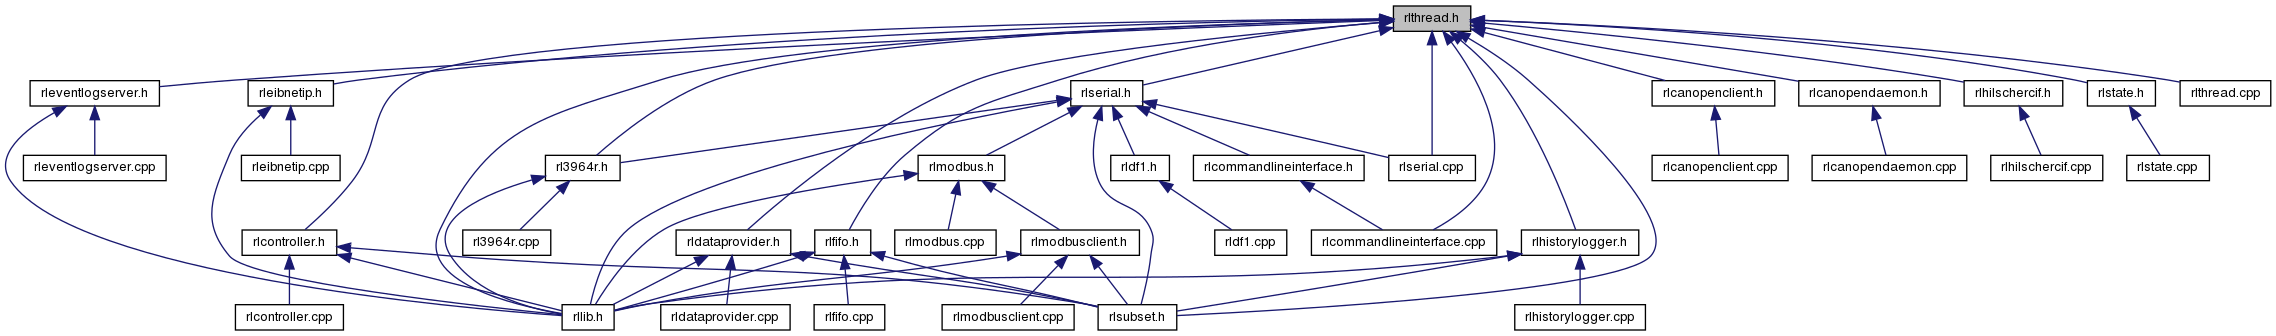 rlthread.h
rleventlogserver.h
rleibnetip.h
rlserial.h
rlcanopenclient.h
rlcanopendaemon.h
rlhilschercif.h
rlstate.h
rlthread.cpp
rleventlogserver.cpp
rleibnetip.cpp
rl3964r.h
rlmodbus.h
rldf1.h
rlcommandlineinterface.h
rlserial.cpp
rlcanopenclient.cpp
rlcanopendaemon.cpp
rlhilschercif.cpp
rlstate.cpp
rlcontroller.h
rl3964r.cpp
rldataprovider.h
rlfifo.h
rlmodbus.cpp
rlmodbusclient.h
rldf1.cpp
rlcommandlineinterface.cpp
rlhistorylogger.h
rlcontroller.cpp
rllib.h
rldataprovider.cpp
rlfifo.cpp
rlmodbusclient.cpp
rlsubset.h
rlhistorylogger.cpp